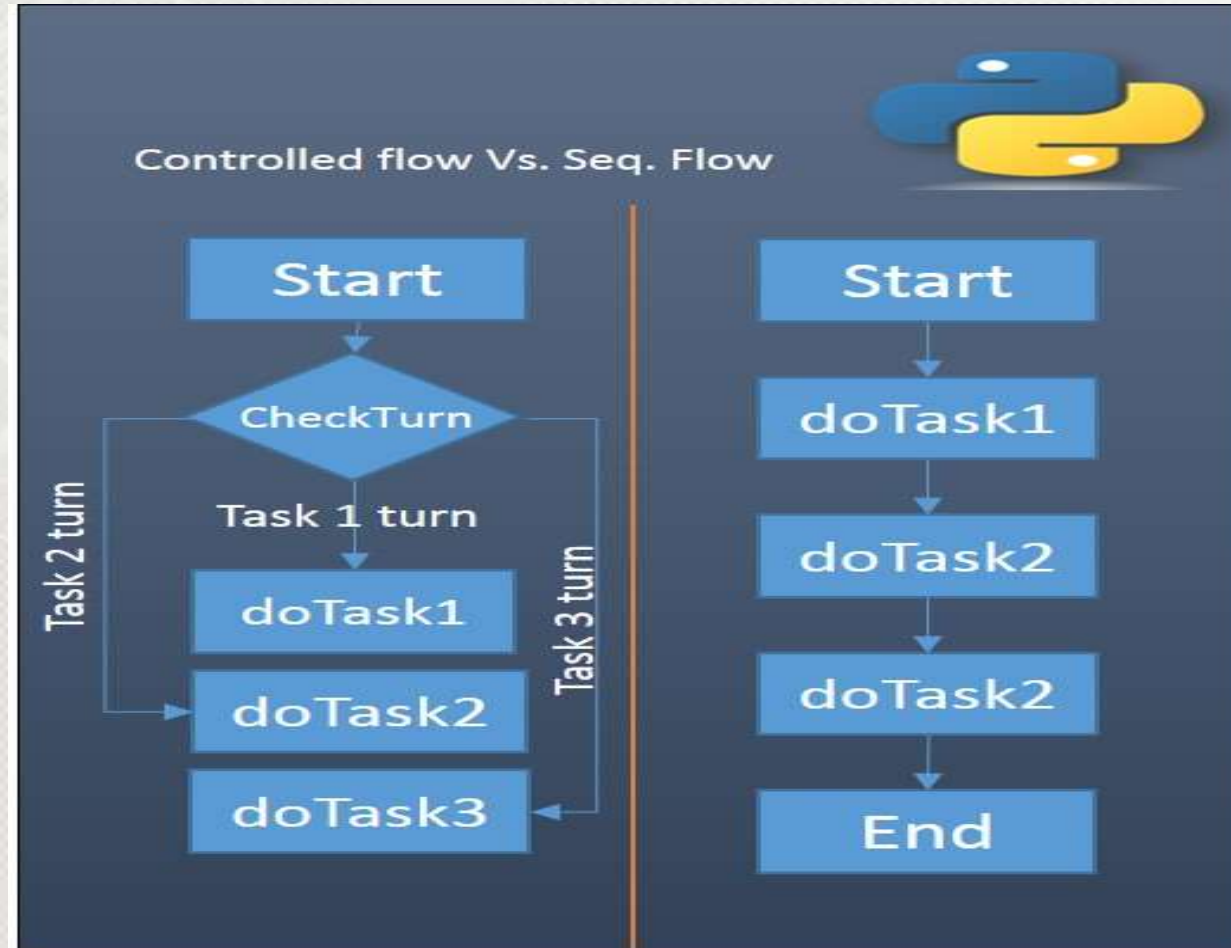 Controlled flow Vs. Seq. Flow
Start
CheckTurn
Task 1 turn
Task 2 turn
Task 3 turn
doTask1
doTask2
doTask3
Start
doTask1
doTask2
doTask2
End